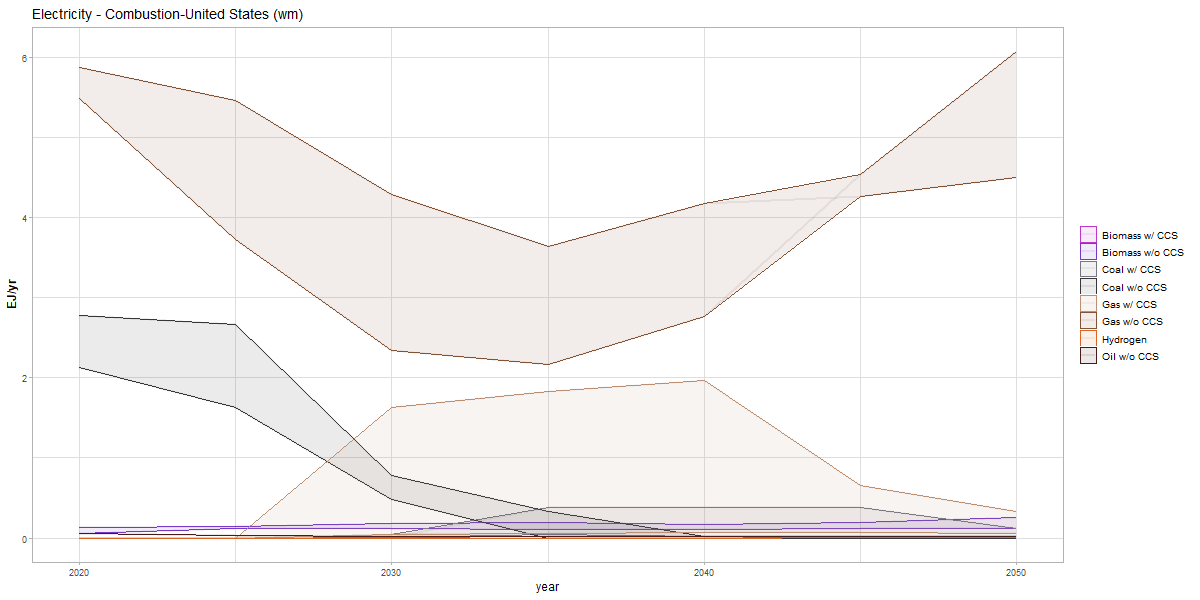 Electricity - Combustion-United States (wm)
6
4
2
0
EJ/yr
2020
2030
2040
2050
year
Biomass w/ CCS
Biomass w/o CCS
Coal w/ CCS
Coal w/o CCS
Gas w/ CCS
Gas w/o CCS
Hydrogen
Oil w/o CCS